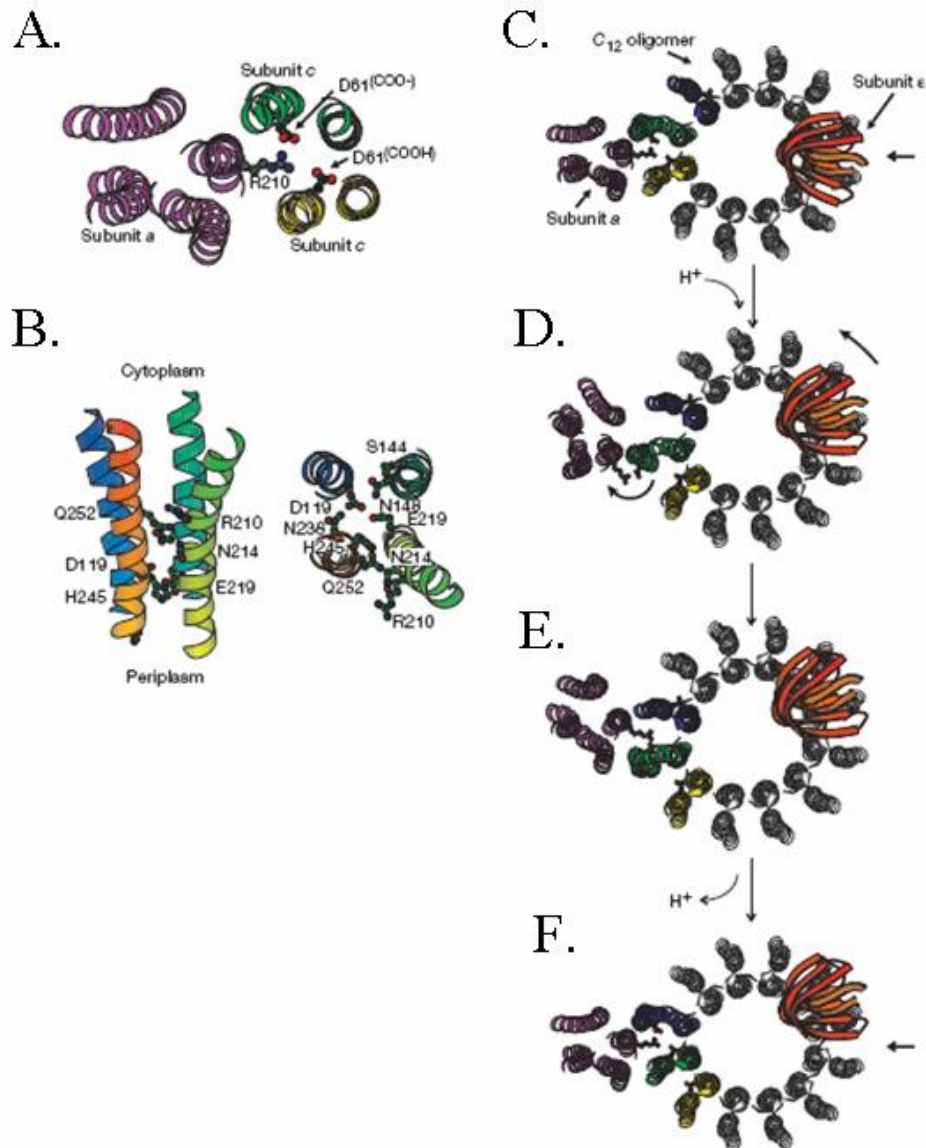 A.
Subunit c
D61(COO-)
D61(COOH)
R210
Subunit a
Subunit c
B.
Cytoplasm
Q252
R210
N214
D119
E219
H245
Periplasm
S144
D119
N148
N238
E219
H245
N214
Q252
R210
C.
C12 oligomer
Subunit ε
Subunit a
H+
D.
E.
H+
F.